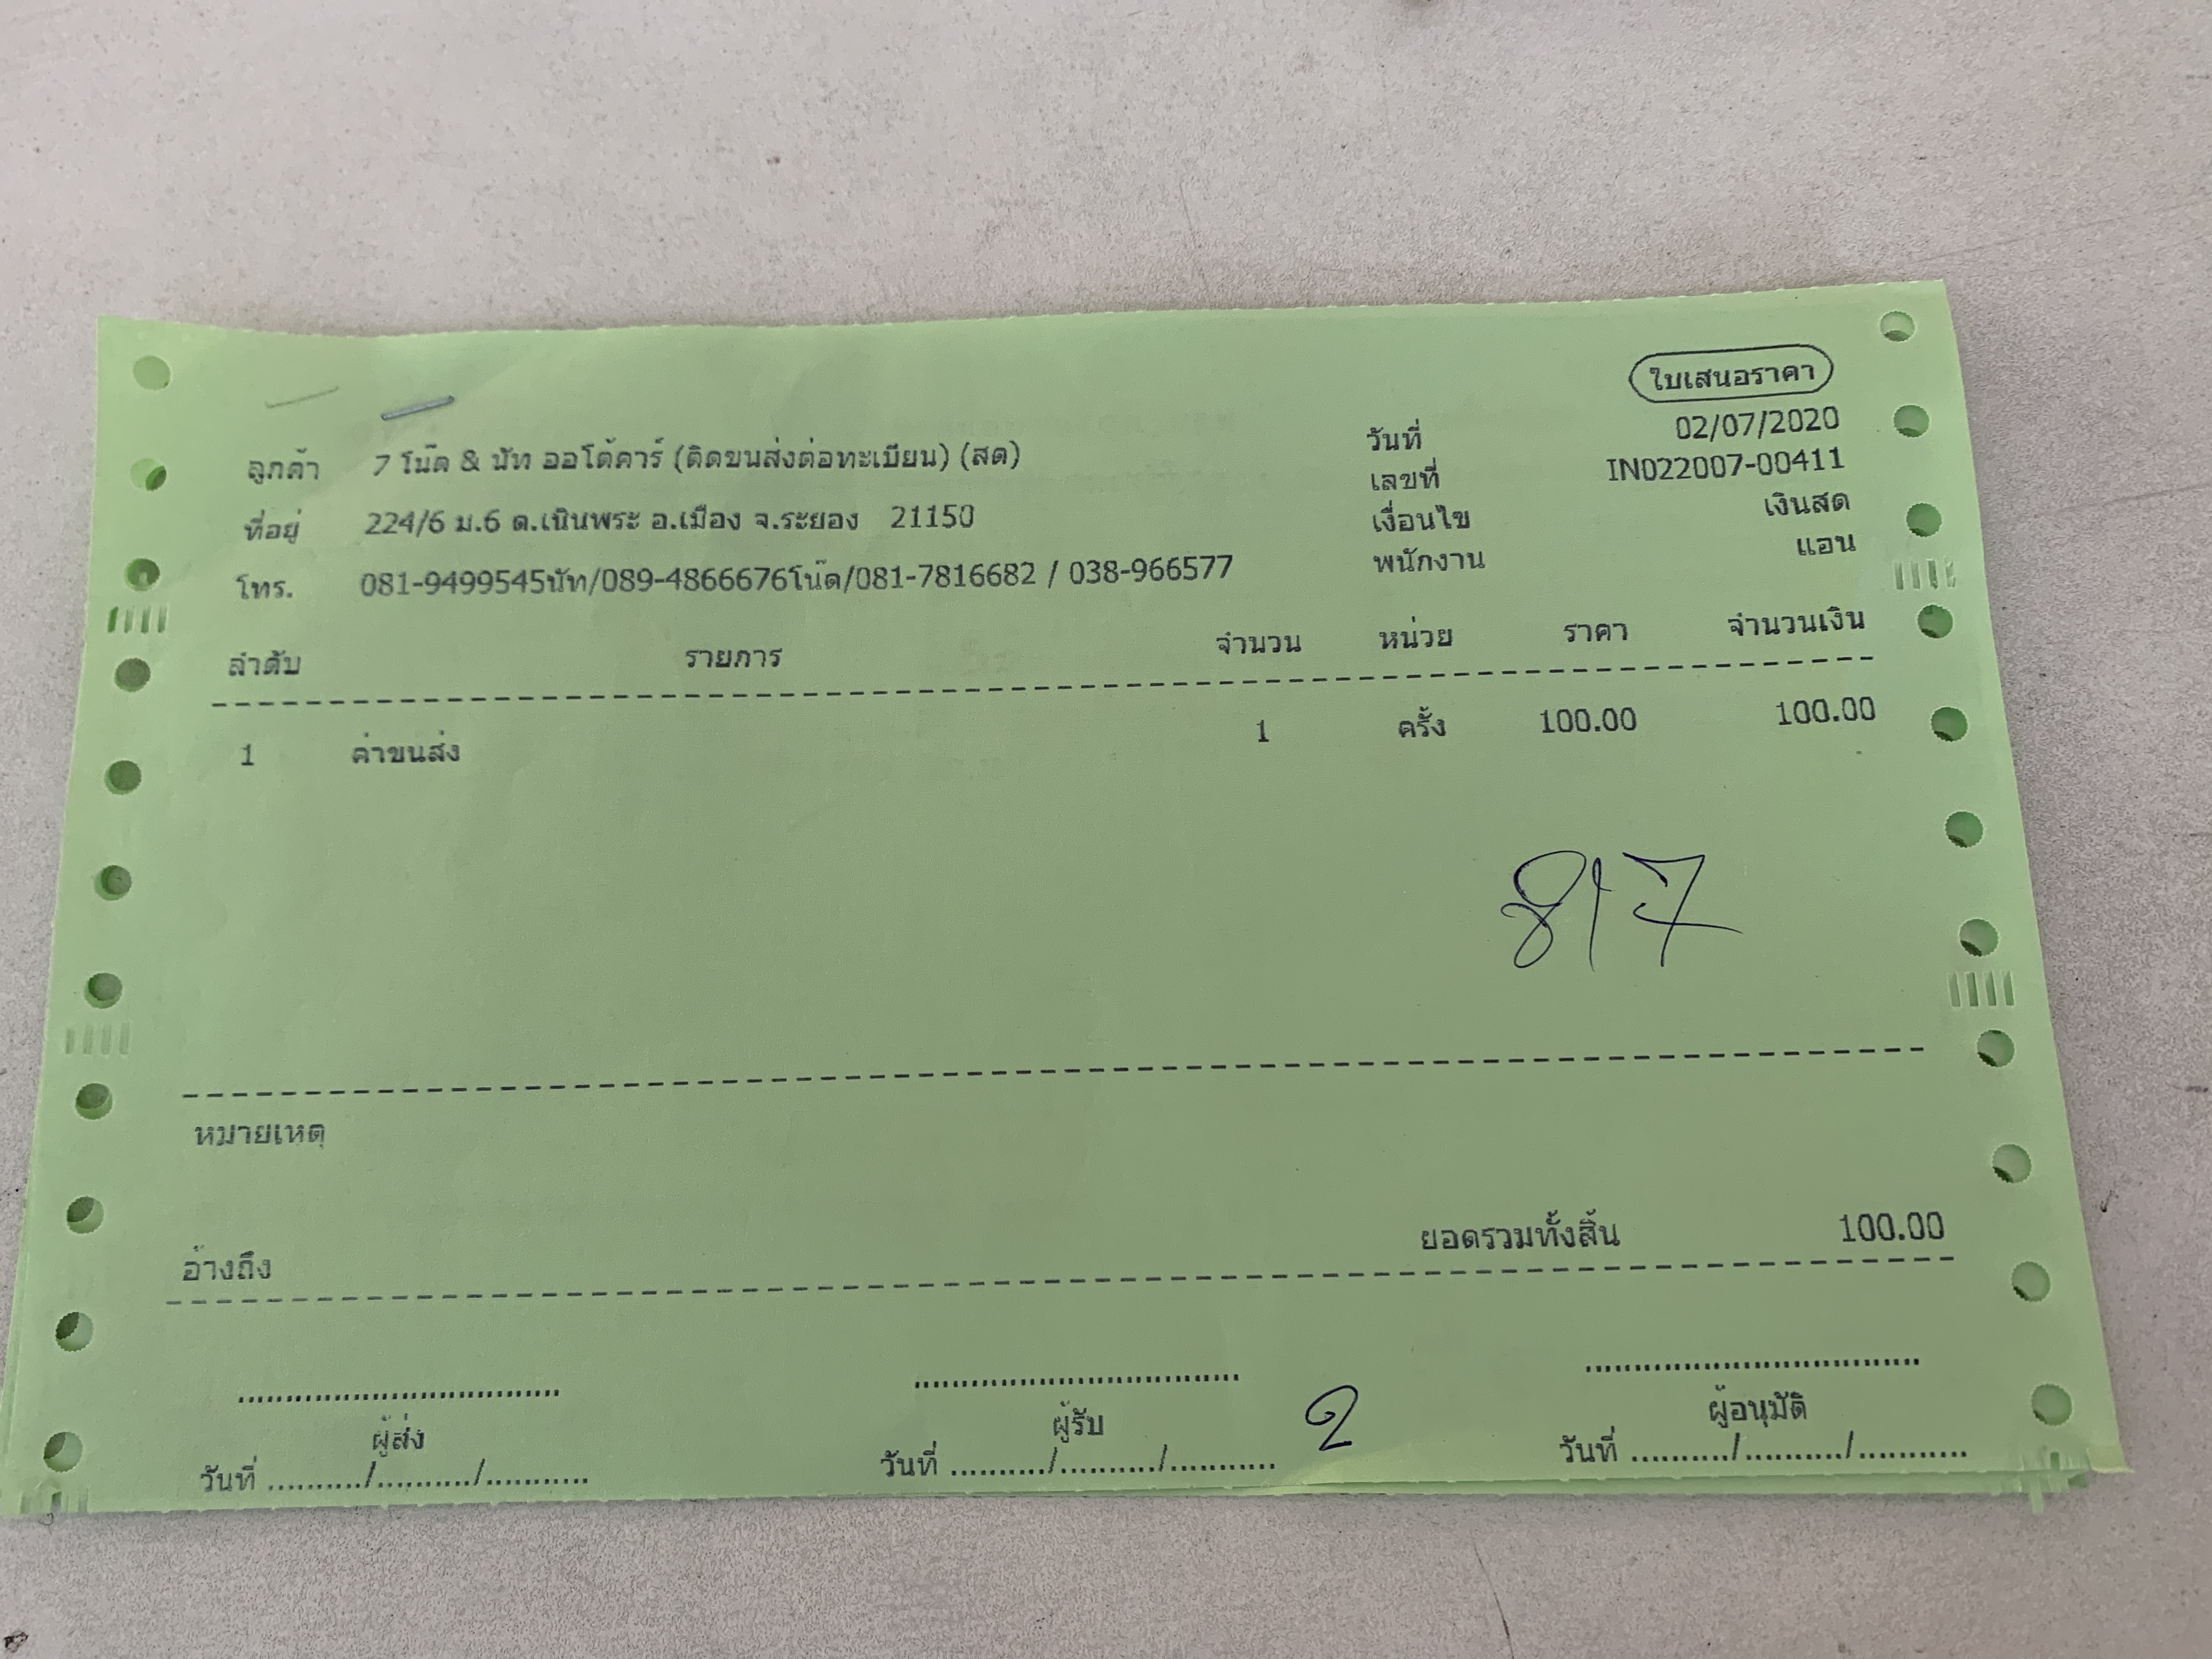 ใบเสนอราคา
ลูกค้า 7 โน๊ต & นัท ออโต้คาร์ (คิดขนส่งต่อทะเบียน) (สด) วันที่ 02/07/2020
เลขที่ IN022007-00411
ที่อยู่ 224/6 ม.6 ต.เนินพระ อ.เมือง จ.ระยอง 21150 เงื่อนไข เงินสด
โทร. 081-9499545นัท/089-4866676โน๊ต/081-7816682 / 038-966577 พนักงาน แอน
ลำดับ รายการ จำนวน หน่วย ราคา จำนวนเงิน
1 ค่าขนส่ง 1 ครั้ง 100.00 100.00
817
หมายเหตุ
อ้างถึง ยอดรวมทั้งสิ้น 100.00
ผู้ส่ง ผู้รับ 2 ผู้อนุมัติ
วันที่ ........../........../........... วันที่ ........../........../........... วันที่ ........../........../...........